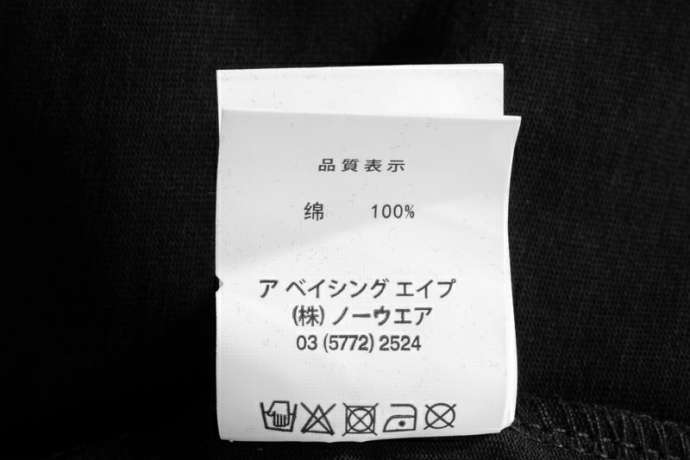 品質表示
绵 100%
ア ベイシング エイプ
(株) ノーウエア
03 (5772) 2524